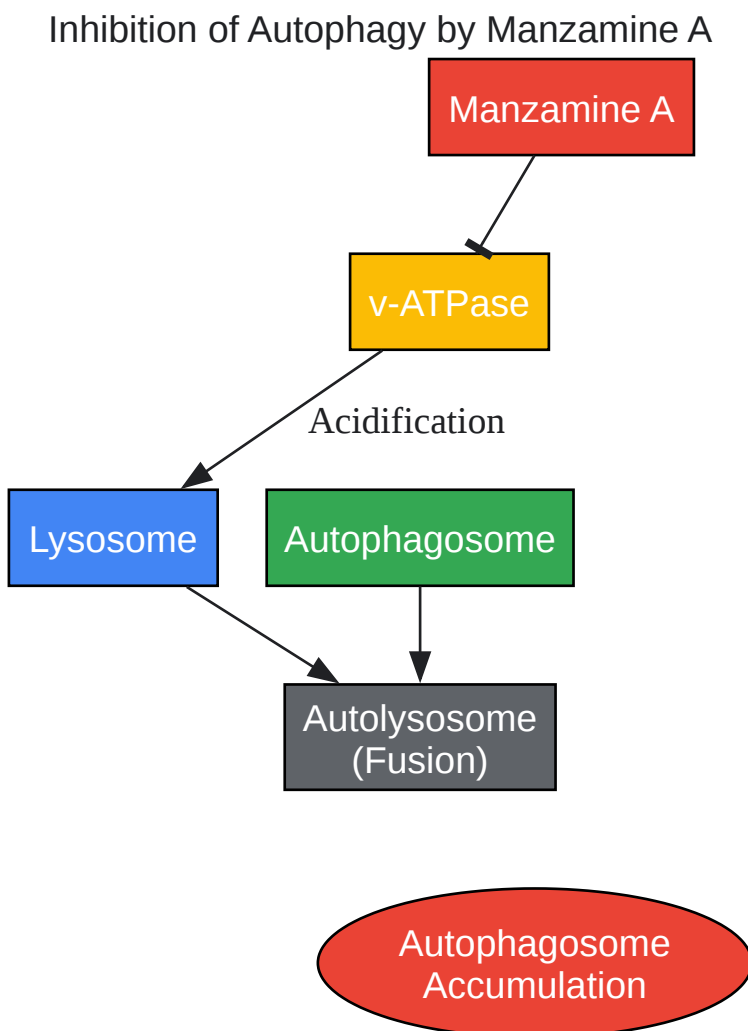 Inhibition of Autophagy by Manzamine A
Manzamine A
v-ATPase
Acidification
Lysosome
Autophagosome
Autolysosome
(Fusion)
Autophagosome
Accumulation